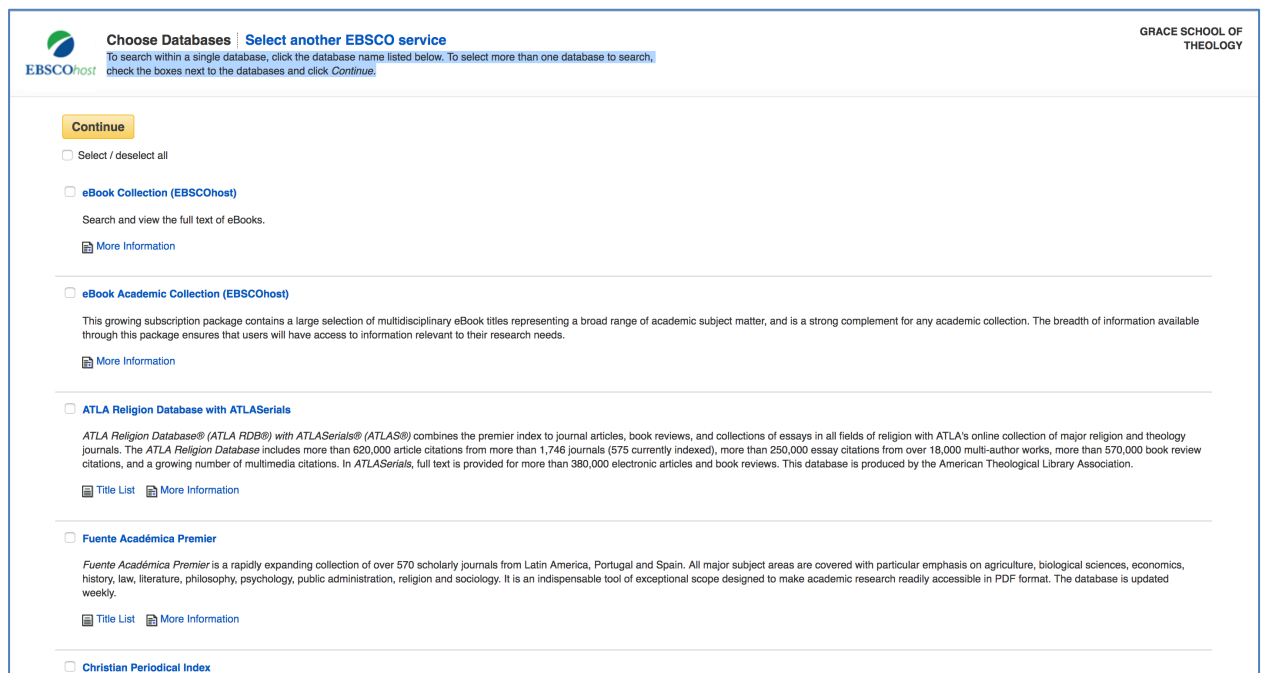 GRACE SCHOOL OF
THEOLOGY
EBSCOhost
Choose Databases Select another EBSCO service
To search within a single database, click the database name listed below. To select more than one database to search,
check the boxes next to the databases and click Continue.
Continue
Select / deselect all
eBook Collection (EBSCOhost)
Search and view the full text of eBooks.
More Information
eBook Academic Collection (EBSCOhost)
This growing subscription package contains a large selection of multidisciplinary eBook titles representing a broad range of academic subject matter, and is a strong complement for any academic collection. The breadth of information available
through this package ensures that users will have access to information relevant to their research needs.
More Information
ATLA Religion Database with ATLASerials
ATLA Religion Database® (ATLA RDB®) with ATLASerials® (ATLAS®) combines the premier index to journal articles, book reviews, and collections of essays in all fields of religion with ATLA's online collection of major religion and theology
journals. The ATLA Religion Database includes more than 620,000 article citations from more than 1,746 journals (575 currently indexed), more than 250,000 essay citations from over 18,000 multi-author works, more than 570,000 book review
citations, and a growing number of multimedia citations. In ATLASerials, full text is provided for more than 380,000 electronic articles and book reviews. This database is produced by the American Theological Library Association.
Title List More Information
Fuente Académica Premier
Fuente Académica Premier is a rapidly expanding collection of over 570 scholarly journals from Latin America, Portugal and Spain. All major subject areas are covered with particular emphasis on agriculture, biological sciences, economics,
history, law, literature, philosophy, psychology, public administration, religion and sociology. It is an indispensable tool of exceptional scope designed to make academic research readily accessible in PDF format. The database is updated
weekly.
Title List More Information
Christian Periodical Index